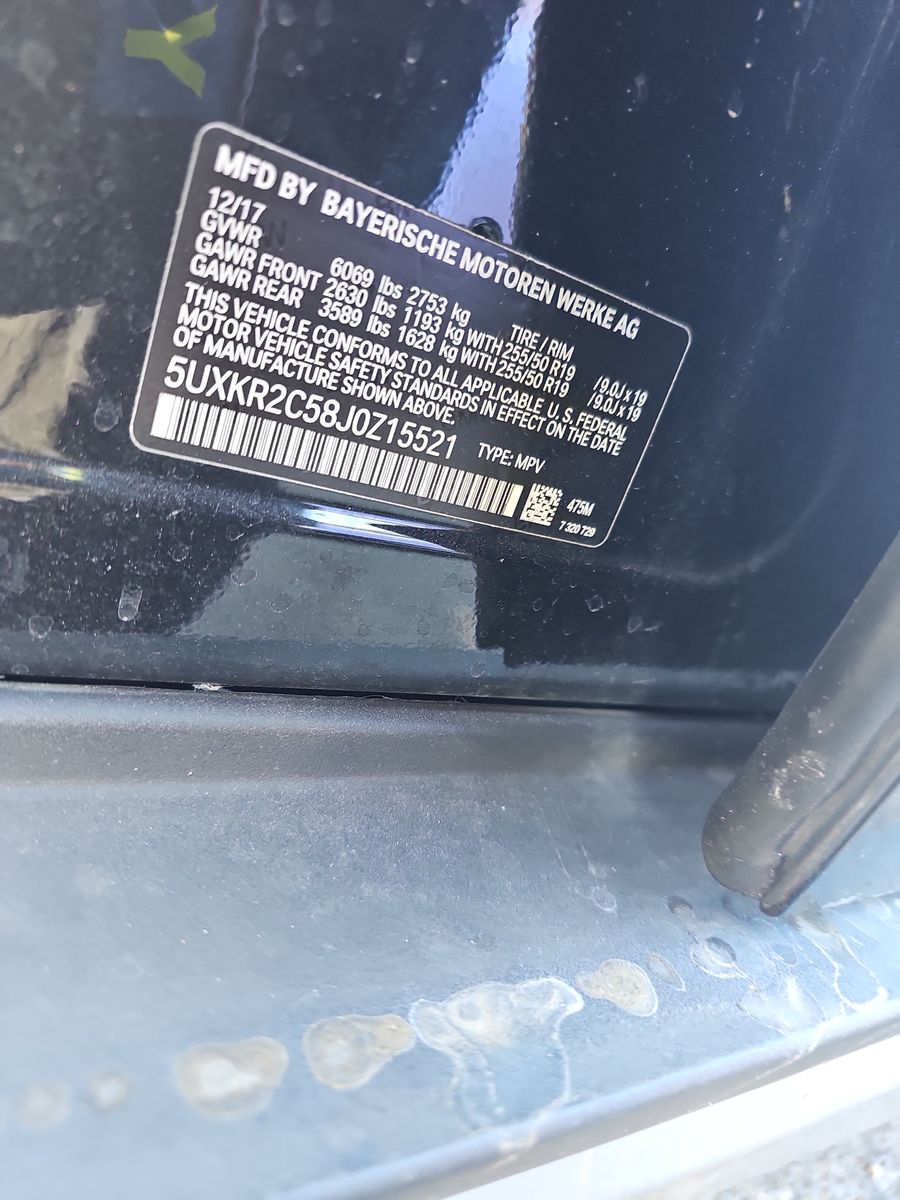 MFD BY BAYERISCHE MOTOREN WERKE AG
12/17
GVWR 6069 lbs 2753 kg TIRE / RIM
GAWR FRONT 2630 lbs 1193 kg WITH 255/50 R19 /9.0J x 19
GAWR REAR 3589 lbs 1628 kg WITH 255/50 R19 /9.0J x 19
THIS VEHICLE CONFORMS TO ALL APPLICABLE U.S. FEDERAL
MOTOR VEHICLE SAFETY STANDARDS IN EFFECT ON THE DATE
OF MANUFACTURE SHOWN ABOVE.
5UXKR2C58J0Z15521 TYPE: MPV
475M
7 320 729